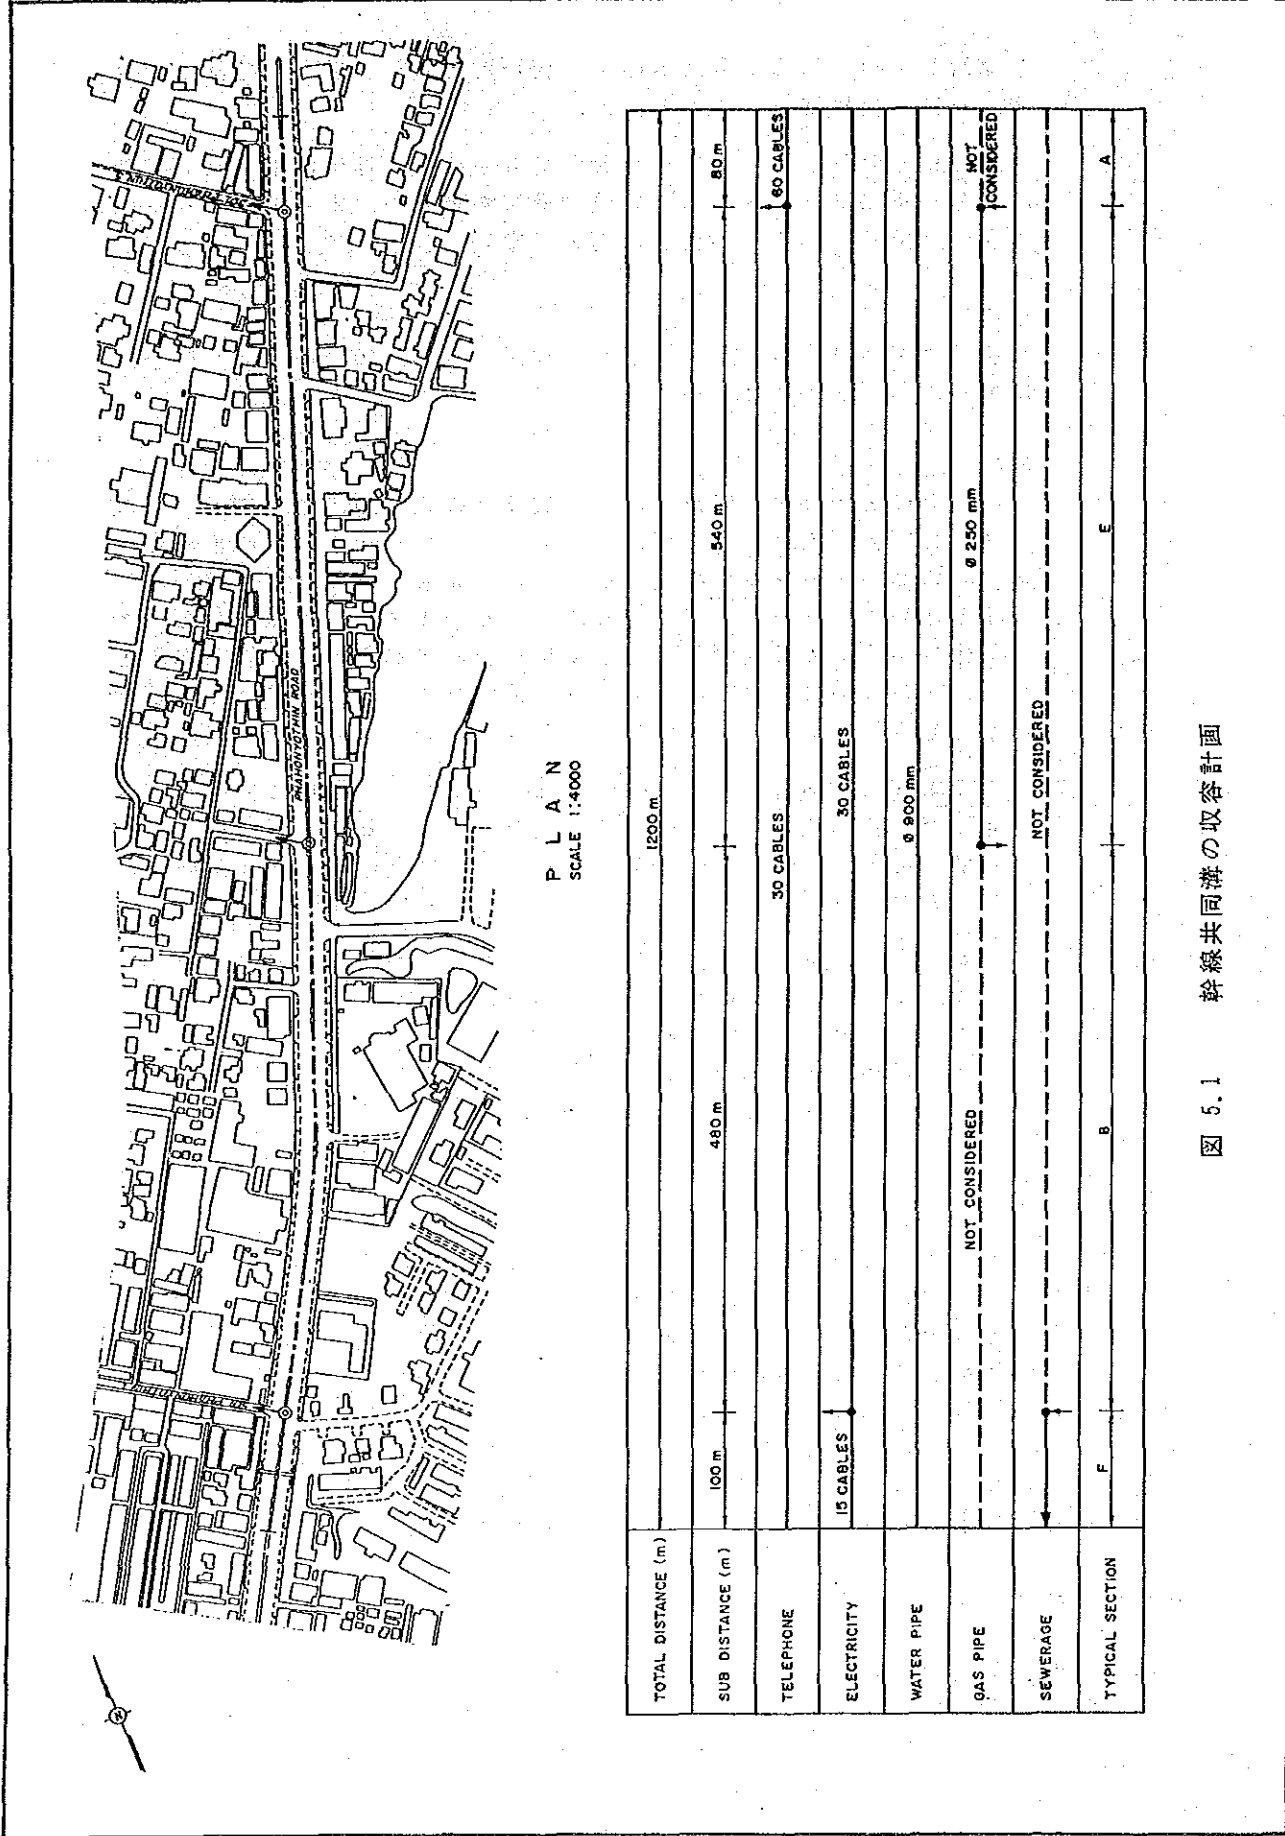 PHAHONYOTHIN ROAD
N
P L A N
SCALE 1:4000
TOTAL DISTANCE (m) 1200 m
SUB DISTANCE (m) 100 m 480 m 540 m 80 m
TELEPHONE 30 CABLES 60 CABLES
ELECTRICITY 15 CABLES 30 CABLES
WATER PIPE Ø 900 mm
GAS PIPE NOT CONSIDERED Ø 250 mm NOT CONSIDERED
SEWERAGE NOT CONSIDERED
TYPICAL SECTION F B E A
図 5.1 幹線共同溝の収容計画